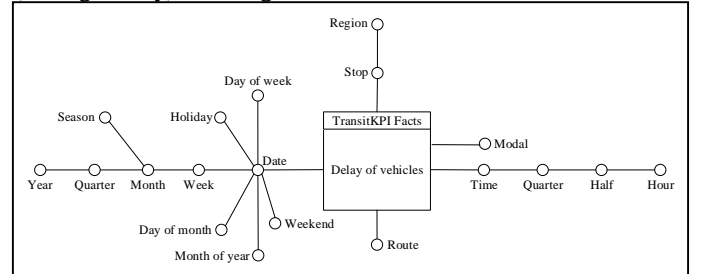 Region
Stop
Day of week
Season
Holiday
TransitKPI Facts
Modal
Date
Delay of vehicles
Year
Quarter
Month
Week
Time
Quarter
Half
Hour
Day of month
Weekend
Route
Month of year